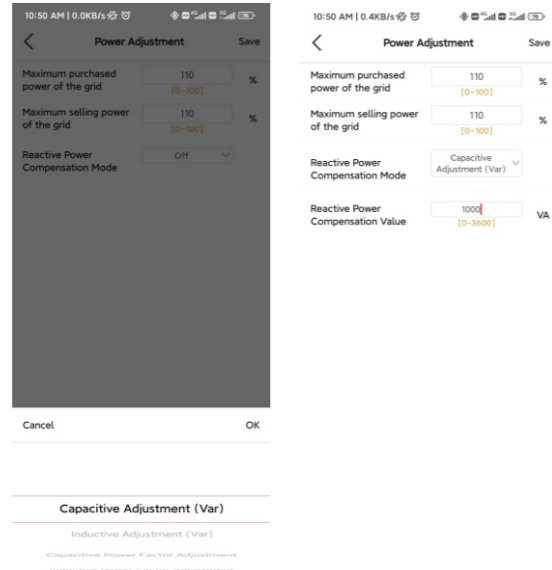 10:50 AM | 0.0KB/s
Power Adjustment
Save
Maximum purchased
power of the grid
110
[0~100]
%
Maximum selling power
of the grid
110
[0~100]
%
Reactive Power
Compensation Mode
Off
Cancel
OK
Capacitive Adjustment (Var)
Inductive Adjustment (Var)
Capacitive Power Factor Adjustment
10:50 AM | 0.4KB/s
Power Adjustment
Save
Maximum purchased
power of the grid
110
[0~100]
%
Maximum selling power
of the grid
110
[0~100]
%
Reactive Power
Compensation Mode
Capacitive
Adjustment (Var)
Reactive Power
Compensation Value
1000
[0~3600]
VA